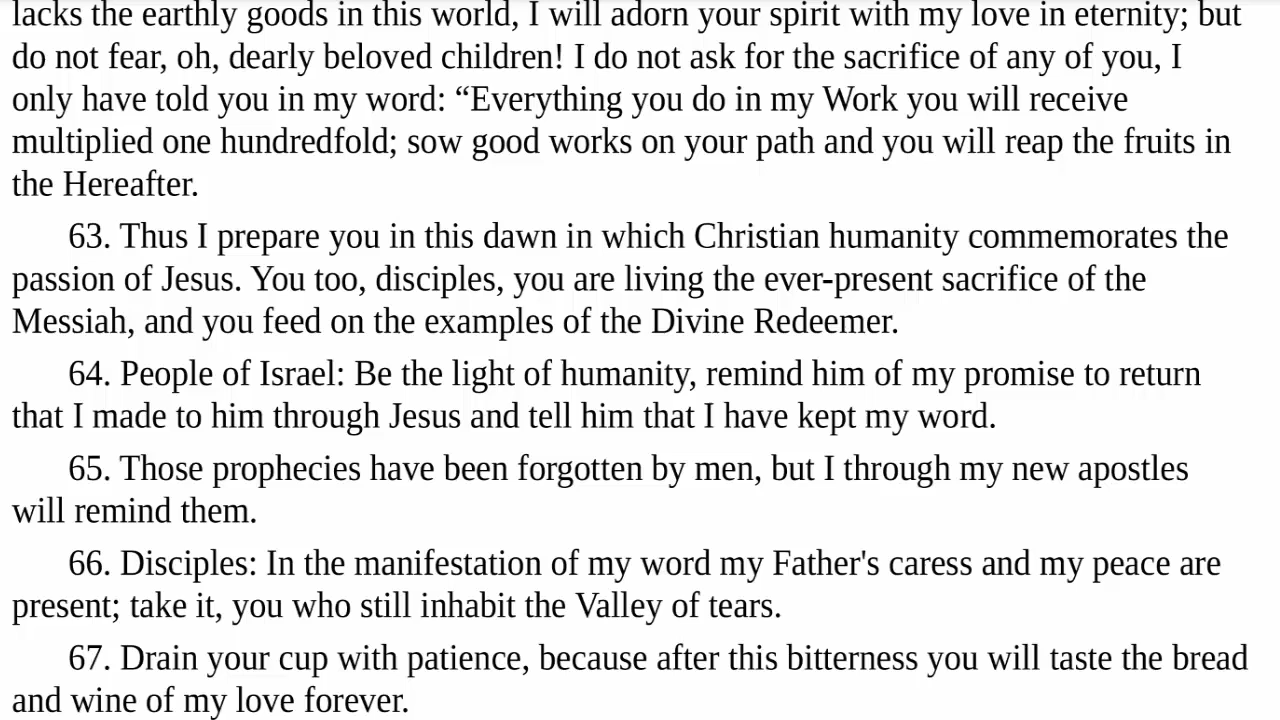 lacks the earthly goods in this world, I will adorn your spirit with my love in eternity; but
do not fear, oh, dearly beloved children! I do not ask for the sacrifice of any of you, I
only have told you in my word: “Everything you do in my Work you will receive
multiplied one hundredfold; sow good works on your path and you will reap the fruits in
the Hereafter.
63. Thus I prepare you in this dawn in which Christian humanity commemorates the
passion of Jesus. You too, disciples, you are living the ever-present sacrifice of the
Messiah, and you feed on the examples of the Divine Redeemer.
64. People of Israel: Be the light of humanity, remind him of my promise to return
that I made to him through Jesus and tell him that I have kept my word.
65. Those prophecies have been forgotten by men, but I through my new apostles
will remind them.
66. Disciples: In the manifestation of my word my Father's caress and my peace are
present; take it, you who still inhabit the Valley of tears.
67. Drain your cup with patience, because after this bitterness you will taste the bread
and wine of my love forever.